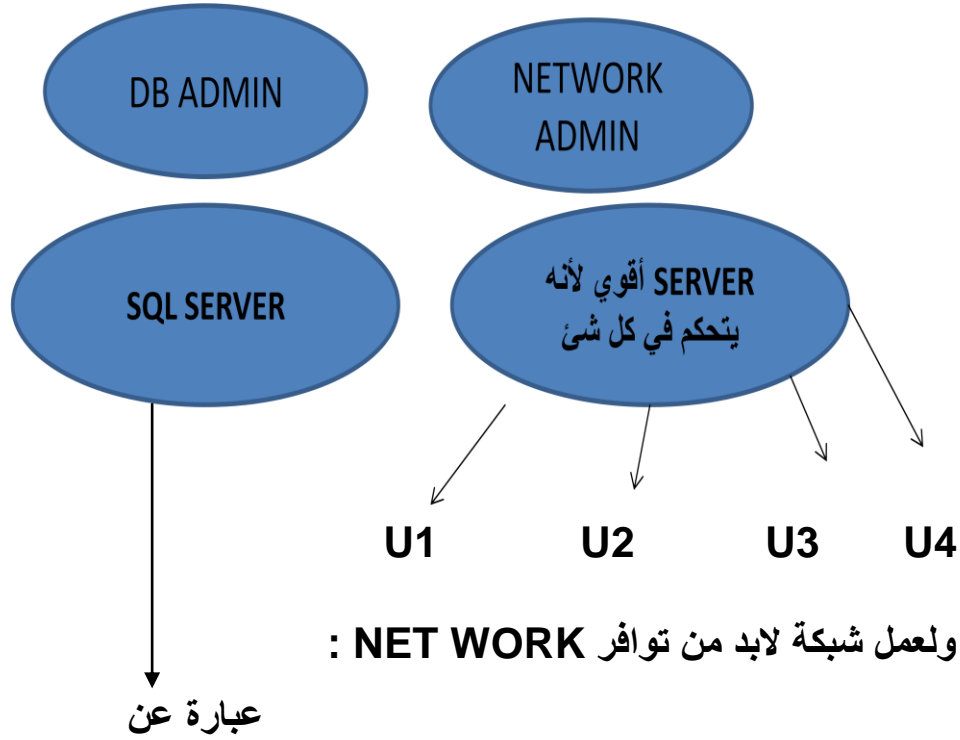 DB ADMIN
NETWORK
ADMIN
SQL SERVER
SERVER أقوي لأنه
يتحكم في كل شئ
U1 U2 U3 U4
ولعمل شبكة لابد من توافر NET WORK :
عبارة عن